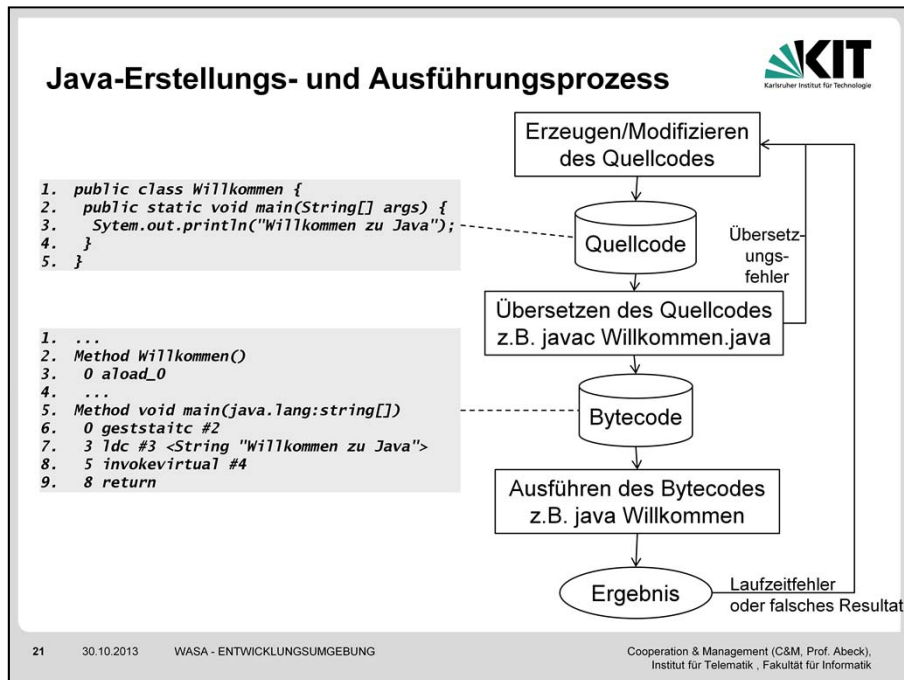 Java-Erstellungs- und Ausführungsprozess
KIT
Karlsruher Institut für Technologie
1. public class Willkommen {
2. public static void main(String[] args) {
3. Sytem.out.println("Willkommen zu Java");
4. }
5. }
1. ...
2. Method Willkommen()
3. 0 aload_0
4. ...
5. Method void main(java.lang:string[])
6. 0 geststaitc #2
7. 3 ldc #3 <String "Willkommen zu Java">
8. 5 invokevirtual #4
9. 8 return
Erzeugen/Modifizieren
des Quellcodes
Quellcode
Übersetz-
ungs-
fehler
Übersetzen des Quellcodes
z.B. javac Willkommen.java
Bytecode
Ausführen des Bytecodes
z.B. java Willkommen
Ergebnis
Laufzeitfehler
oder falsches Resultat
21 30.10.2013 WASA - ENTWICKLUNGSUMGEBUNG
Cooperation & Management (C&M, Prof. Abeck),
Institut für Telematik , Fakultät für Informatik